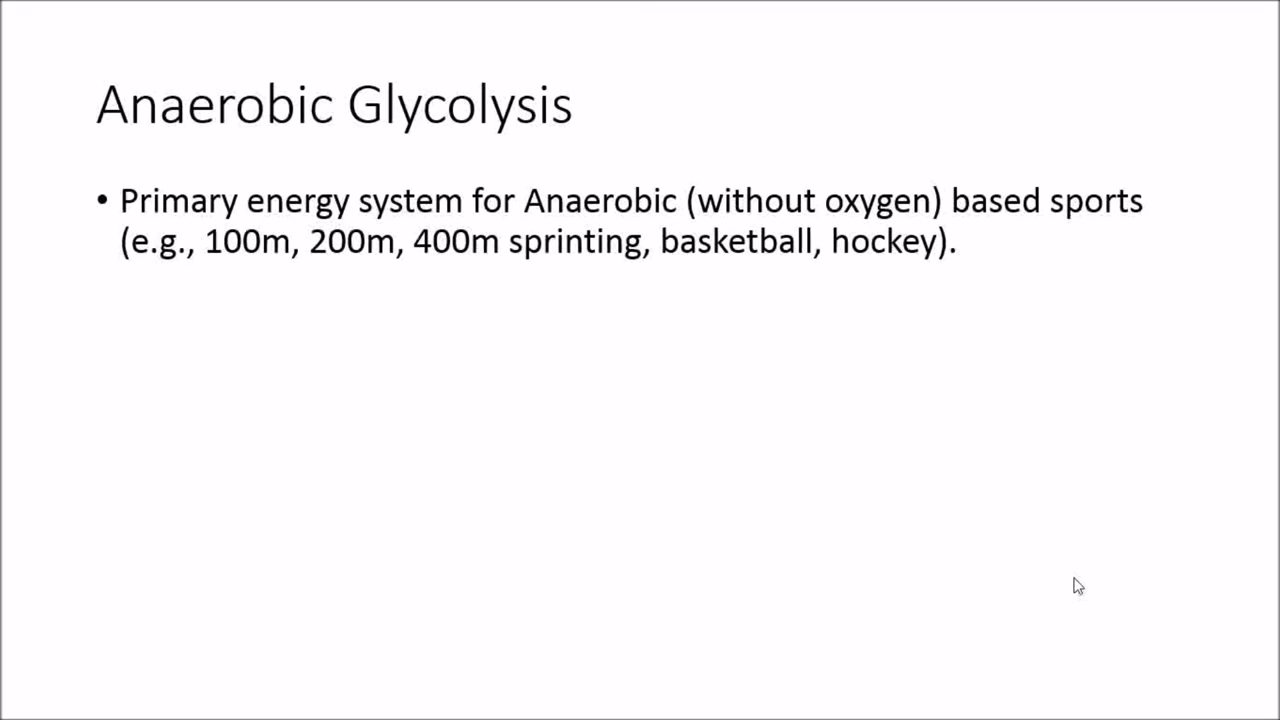 Anaerobic Glycolysis
• Primary energy system for Anaerobic (without oxygen) based sports
(e.g., 100m, 200m, 400m sprinting, basketball, hockey).